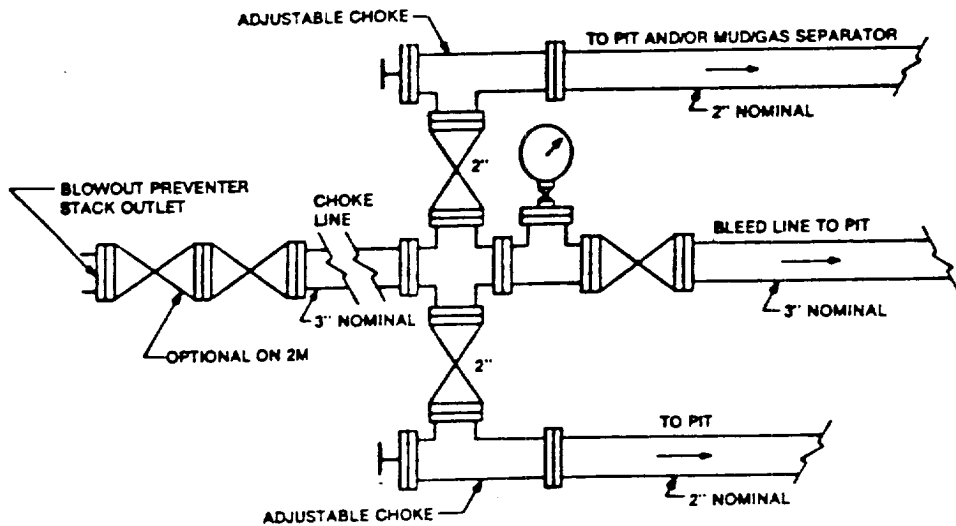 ADJUSTABLE CHOKE
TO PIT AND/OR MUD/GAS SEPARATOR
2" NOMINAL
2"
BLOWOUT PREVENTER
STACK OUTLET
CHOKE
LINE
BLEED LINE TO PIT
3" NOMINAL
3" NOMINAL
OPTIONAL ON 2M
2"
TO PIT
2" NOMINAL
ADJUSTABLE CHOKE